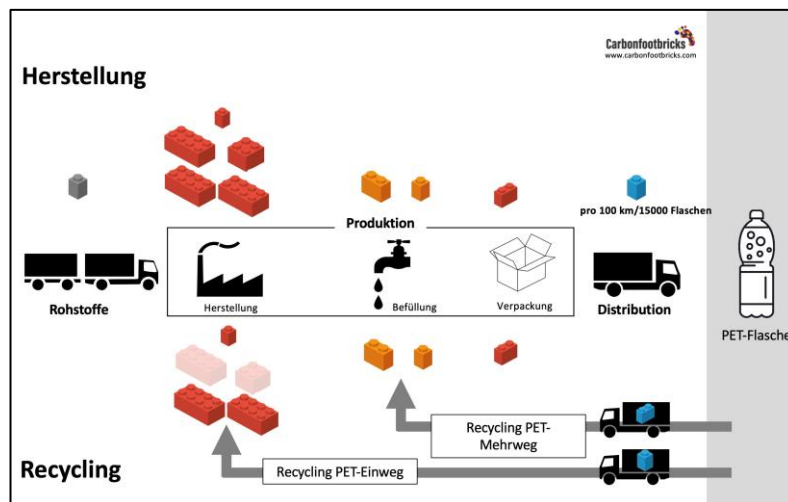 Carbonfootbricks
www.carbonfootbricks.com
Herstellung
pro 100 km/15000 Flaschen
Produktion
Herstellung
Befüllung
Verpackung
Rohstoffe
Distribution
PET-Flasche
Recycling PET-
Mehrweg
Recycling PET-Einweg
Recycling